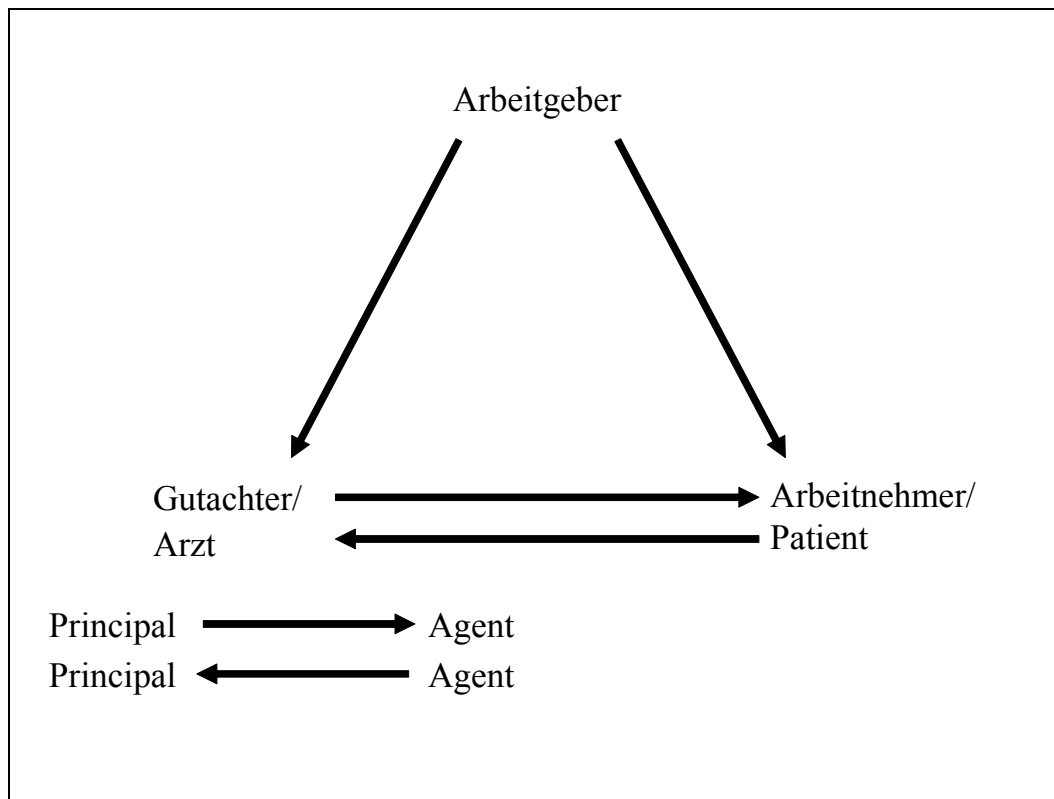 Arbeitgeber
Gutachter/
Arzt
Arbeitnehmer/
Patient
Principal Agent
Principal Agent